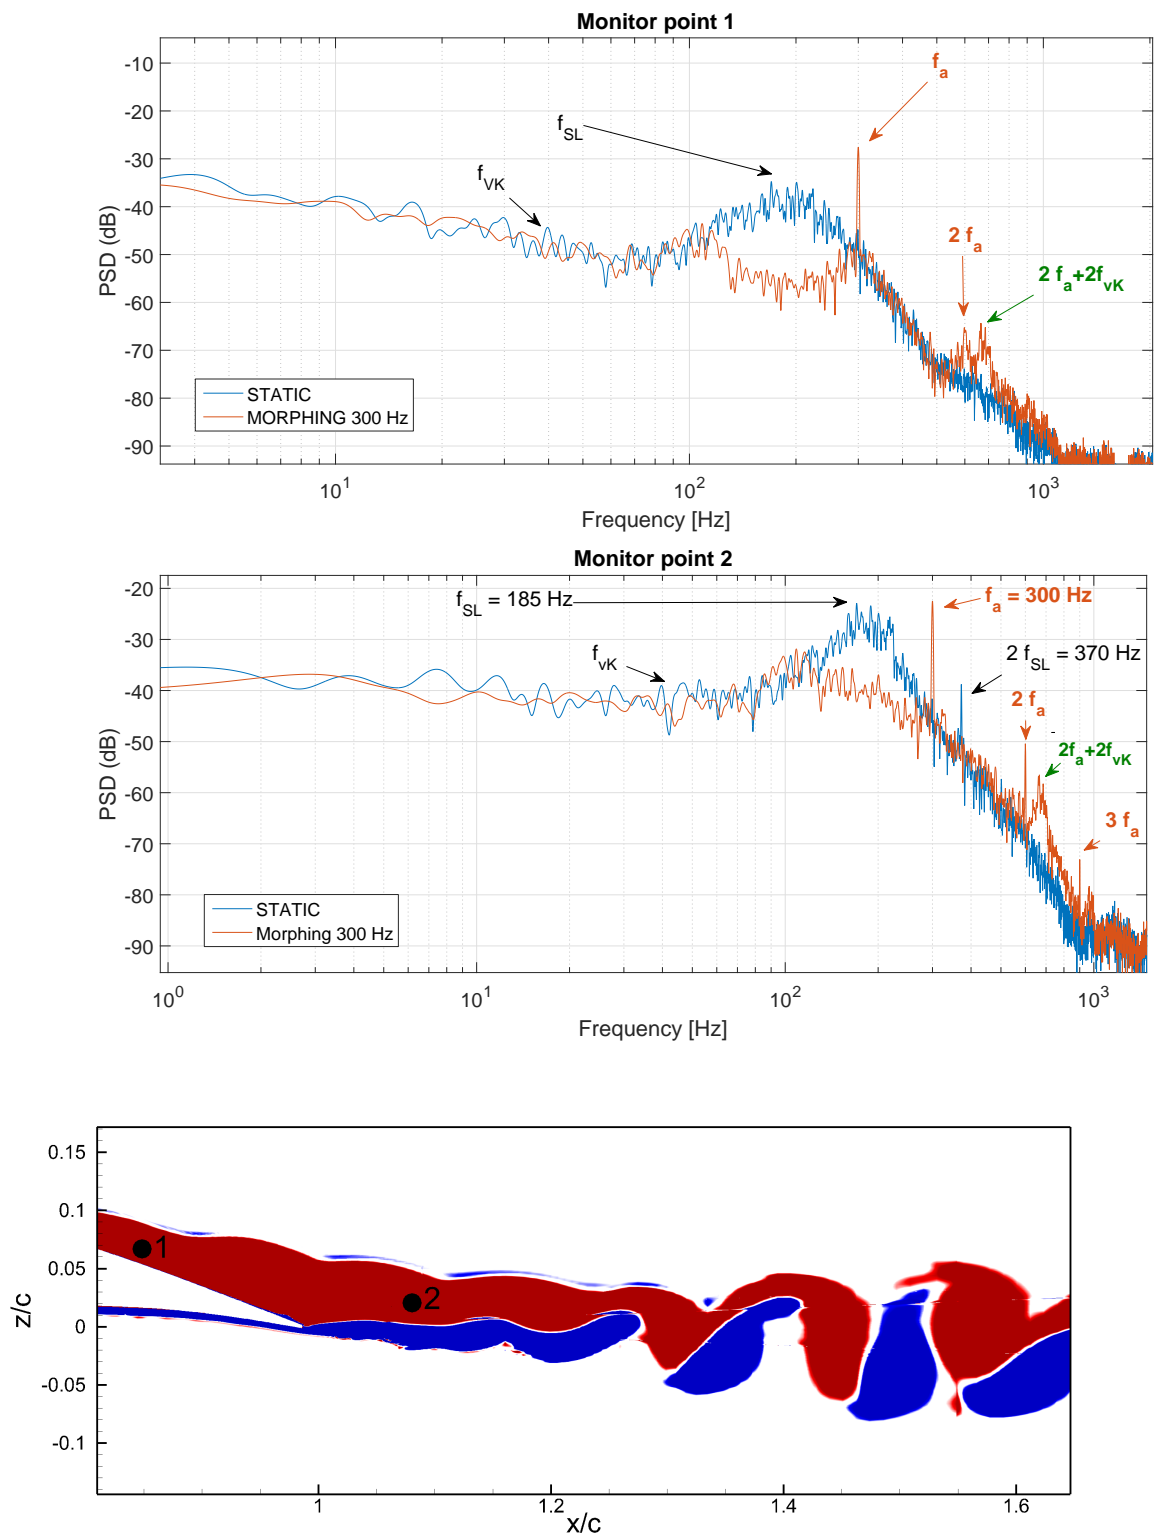 Monitor point 1
f_a
f_SL
f_VK
2 f_a
2 f_a+2f_vK
-10
-20
-30
-40
-50
-60
-70
-80
-90
PSD (dB)
STATIC
MORPHING 300 Hz
10^1 10^2 10^3
Frequency [Hz]
Monitor point 2
f_SL = 185 Hz
f_a = 300 Hz
f_vK
2 f_SL = 370 Hz
2 f_a
2f_a+2f_vK
3 f_a
-20
-30
-40
-50
-60
-70
-80
-90
PSD (dB)
STATIC
Morphing 300 Hz
10^0 10^1 10^2 10^3
Frequency [Hz]
0.15
0.1
0.05
0
-0.05
-0.1
z/c
1
2
1 1.2 1.4 1.6
x/c